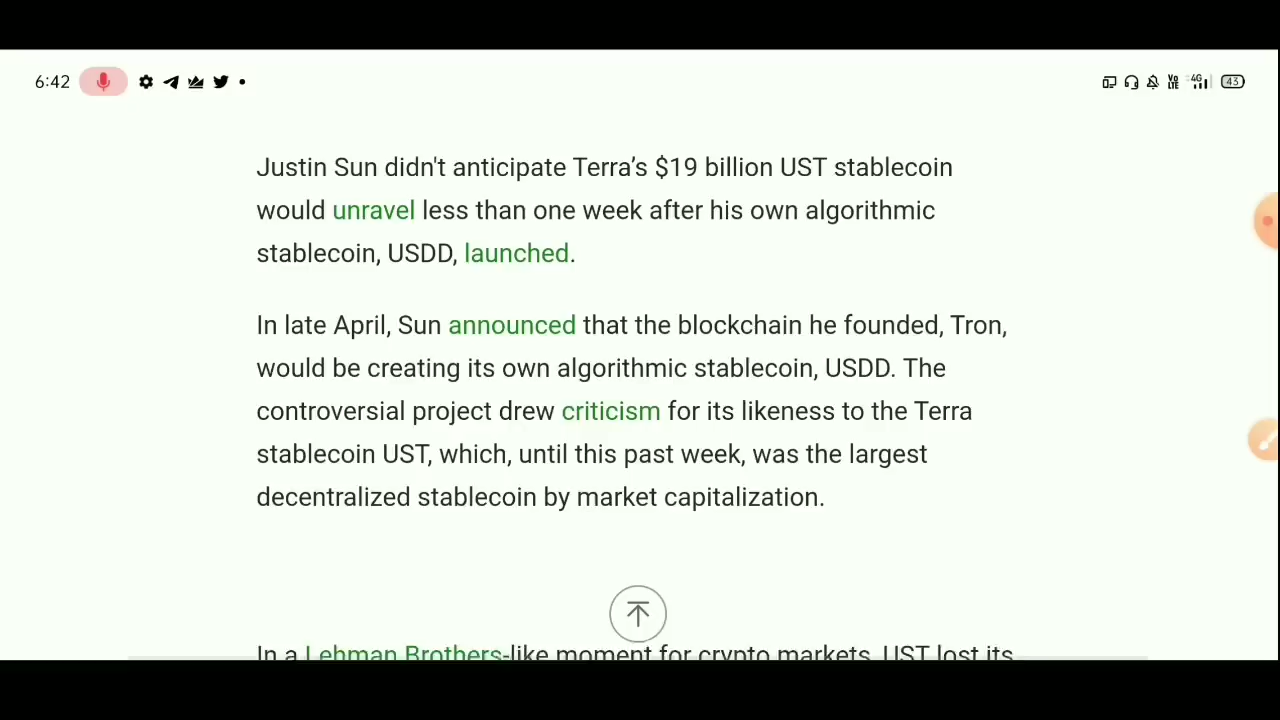 6:42
Vo LTE 4G 43
Justin Sun didn't anticipate Terra’s $19 billion UST stablecoin
would unravel less than one week after his own algorithmic
stablecoin, USDD, launched.
In late April, Sun announced that the blockchain he founded, Tron,
would be creating its own algorithmic stablecoin, USDD. The
controversial project drew criticism for its likeness to the Terra
stablecoin UST, which, until this past week, was the largest
decentralized stablecoin by market capitalization.
In a Lehman Brothers-like moment for crypto markets, UST lost its